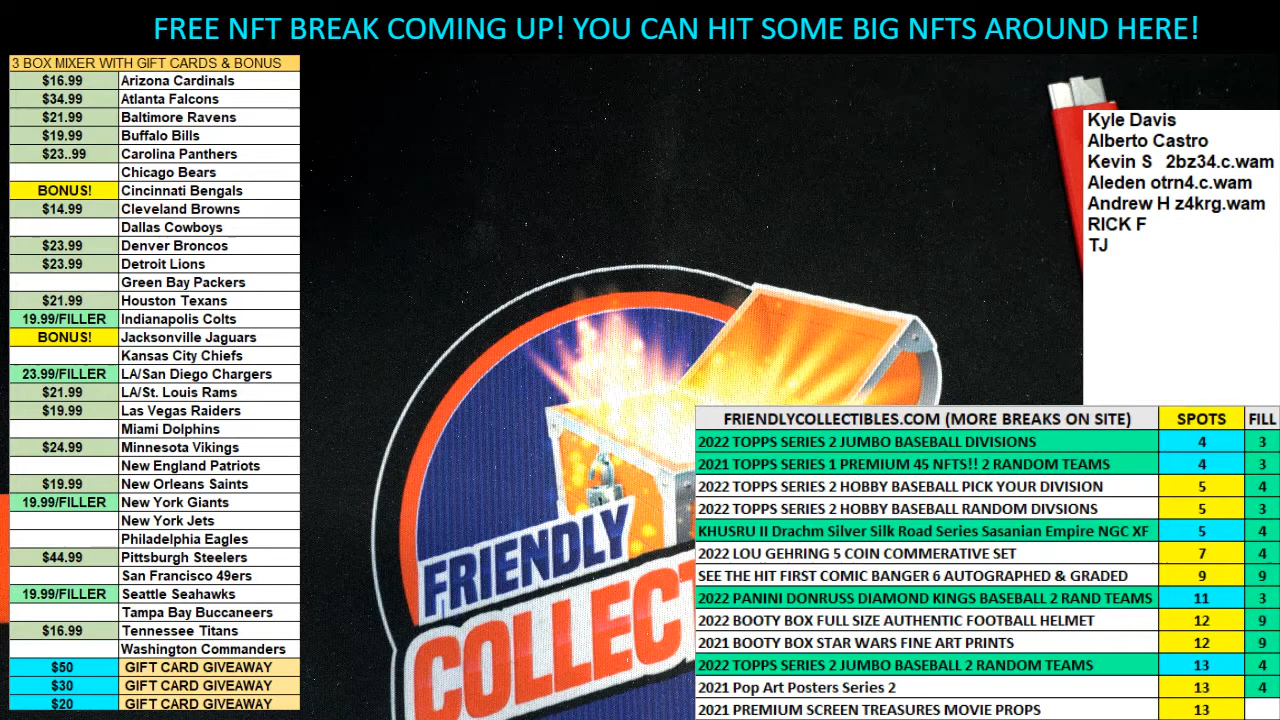 FREE NFT BREAK COMING UP! YOU CAN HIT SOME BIG NFTS AROUND HERE!
3 BOX MIXER WITH GIFT CARDS & BONUS
$16.99 Arizona Cardinals
$34.99 Atlanta Falcons
$21.99 Baltimore Ravens
$19.99 Buffalo Bills
$23..99 Carolina Panthers
Chicago Bears
BONUS! Cincinnati Bengals
$14.99 Cleveland Browns
Dallas Cowboys
$23.99 Denver Broncos
$23.99 Detroit Lions
Green Bay Packers
$21.99 Houston Texans
19.99/FILLER Indianapolis Colts
BONUS! Jacksonville Jaguars
Kansas City Chiefs
23.99/FILLER LA/San Diego Chargers
$21.99 LA/St. Louis Rams
$19.99 Las Vegas Raiders
Miami Dolphins
$24.99 Minnesota Vikings
New England Patriots
$19.99 New Orleans Saints
19.99/FILLER New York Giants
New York Jets
Philadelphia Eagles
$44.99 Pittsburgh Steelers
San Francisco 49ers
19.99/FILLER Seattle Seahawks
Tampa Bay Buccaneers
$16.99 Tennessee Titans
Washington Commanders
$50 GIFT CARD GIVEAWAY
$30 GIFT CARD GIVEAWAY
$20 GIFT CARD GIVEAWAY
Kyle Davis
Alberto Castro
Kevin S 2bz34.c.wam
Aleden otrn4.c.wam
Andrew H z4krg.wam
RICK F
TJ
FRIENDLY
COLLECT
FRIENDLYCOLLECTIBLES.COM (MORE BREAKS ON SITE) SPOTS FILL
2022 TOPPS SERIES 2 JUMBO BASEBALL DIVISIONS 4 3
2021 TOPPS SERIES 1 PREMIUM 45 NFTS!! 2 RANDOM TEAMS 4 3
2022 TOPPS SERIES 2 HOBBY BASEBALL PICK YOUR DIVISION 5 4
2022 TOPPS SERIES 2 HOBBY BASEBALL RANDOM DIVSIONS 5 3
KHUSRU II Drachm Silver Silk Road Series Sasanian Empire NGC XF 5 4
2022 LOU GEHRING 5 COIN COMMERATIVE SET 7 4
SEE THE HIT FIRST COMIC BANGER 6 AUTOGRAPHED & GRADED 9 9
2022 PANINI DONRUSS DIAMOND KINGS BASEBALL 2 RAND TEAMS 11 3
2022 BOOTY BOX FULL SIZE AUTHENTIC FOOTBALL HELMET 12 9
2021 BOOTY BOX STAR WARS FINE ART PRINTS 12 9
2022 TOPPS SERIES 2 JUMBO BASEBALL 2 RANDOM TEAMS 13 4
2021 Pop Art Posters Series 2 13 4
2021 PREMIUM SCREEN TREASURES MOVIE PROPS 13